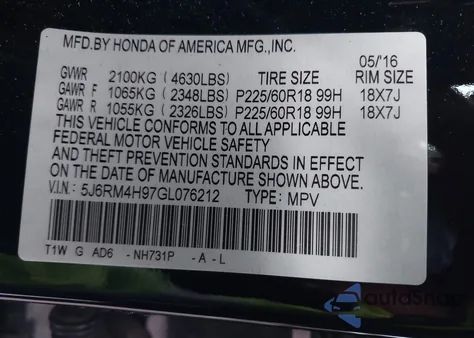 MFD.BY HONDA OF AMERICA MFG.,INC.
05/'16
GVWR 2100KG ( 4630LBS) TIRE SIZE RIM SIZE
GAWR F 1065KG ( 2348LBS) P225/60R18 99H 18X7J
GAWR R 1055KG ( 2326LBS) P225/60R18 99H 18X7J
THIS VEHICLE CONFORMS TO ALL APPLICABLE
FEDERAL MOTOR VEHICLE SAFETY BUMPER,
AND THEFT PREVENTION STANDARDS IN EFFECT
ON THE DATE OF MANUFACTURE SHOWN ABOVE.
V.I.N: 5J6RM4H97GL076212 TYPE: MPV
T1W G AD6 - NH731P - A - L
autoSnap